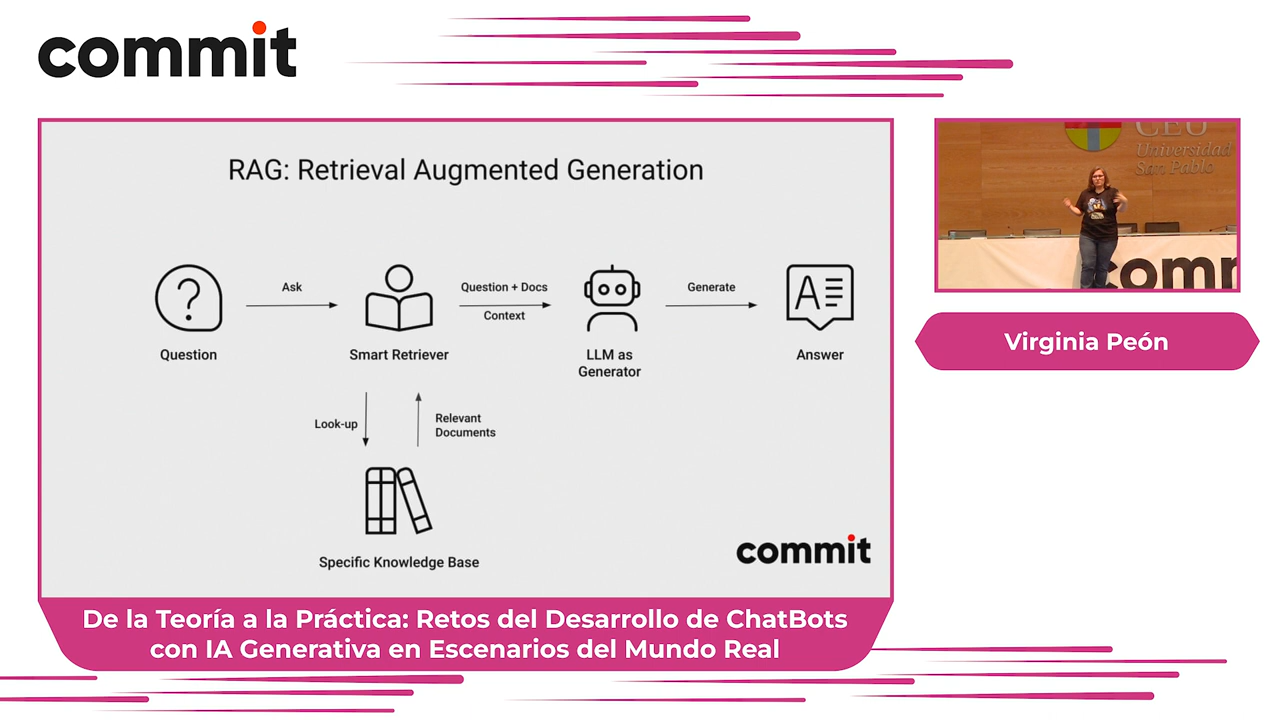 commit
RAG: Retrieval Augmented Generation
Ask
Question + Docs
Context
Generate
Question
Smart Retriever
LLM as
Generator
Answer
Look-up
Relevant
Documents
Specific Knowledge Base
commit
De la Teoría a la Práctica: Retos del Desarrollo de ChatBots
con IA Generativa en Escenarios del Mundo Real
CEU
Universidad
San Pablo
com
Virginia Peón